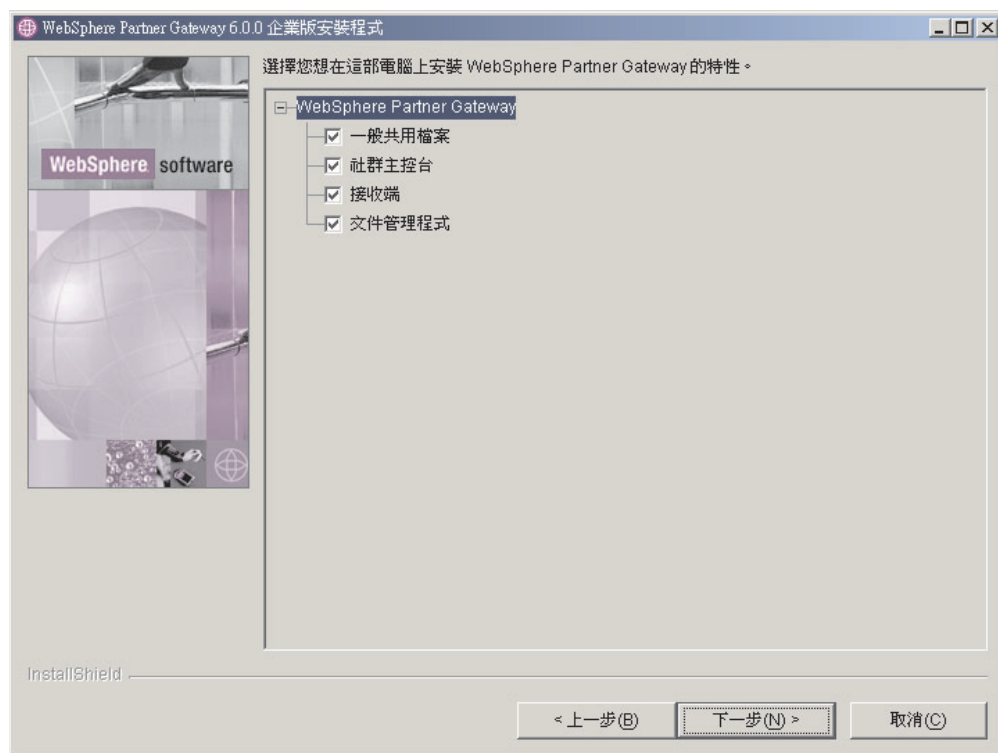 WebSphere Partner Gateway 6.0.0 企業版安裝程式
WebSphere software
選擇您想在這部電腦上安裝 WebSphere Partner Gateway 的特性。
WebSphere Partner Gateway
一般共用檔案
社群主控台
接收端
文件管理程式
InstallShield
< 上一步(B)
下一步(N) >
取消(C)